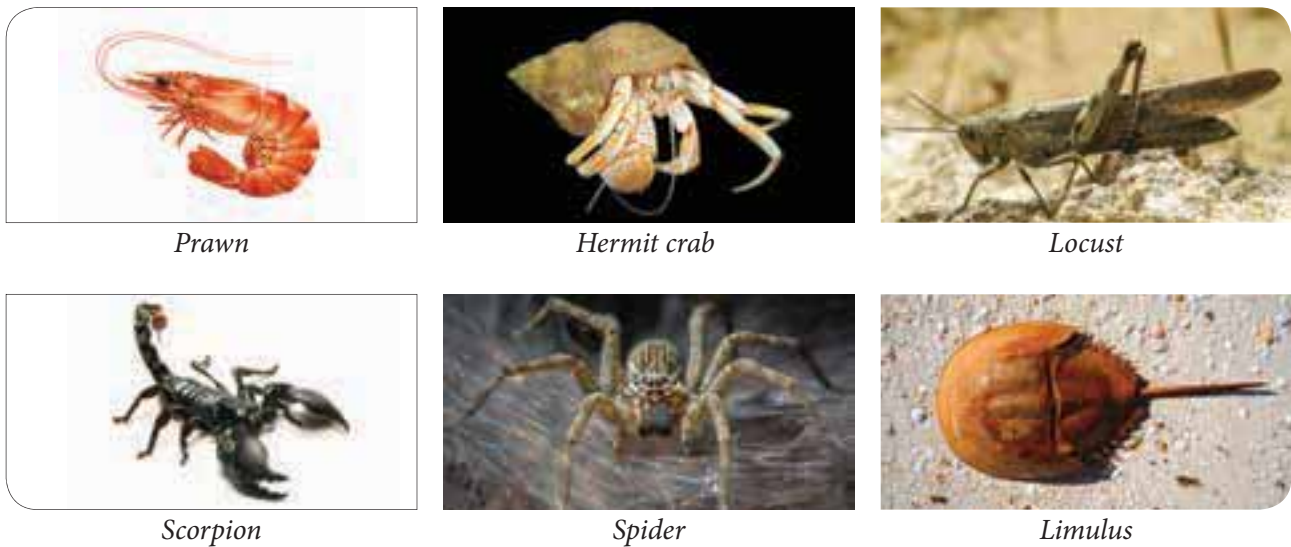 Prawn
Hermit crab
Locust
Scorpion
Spider
Limulus